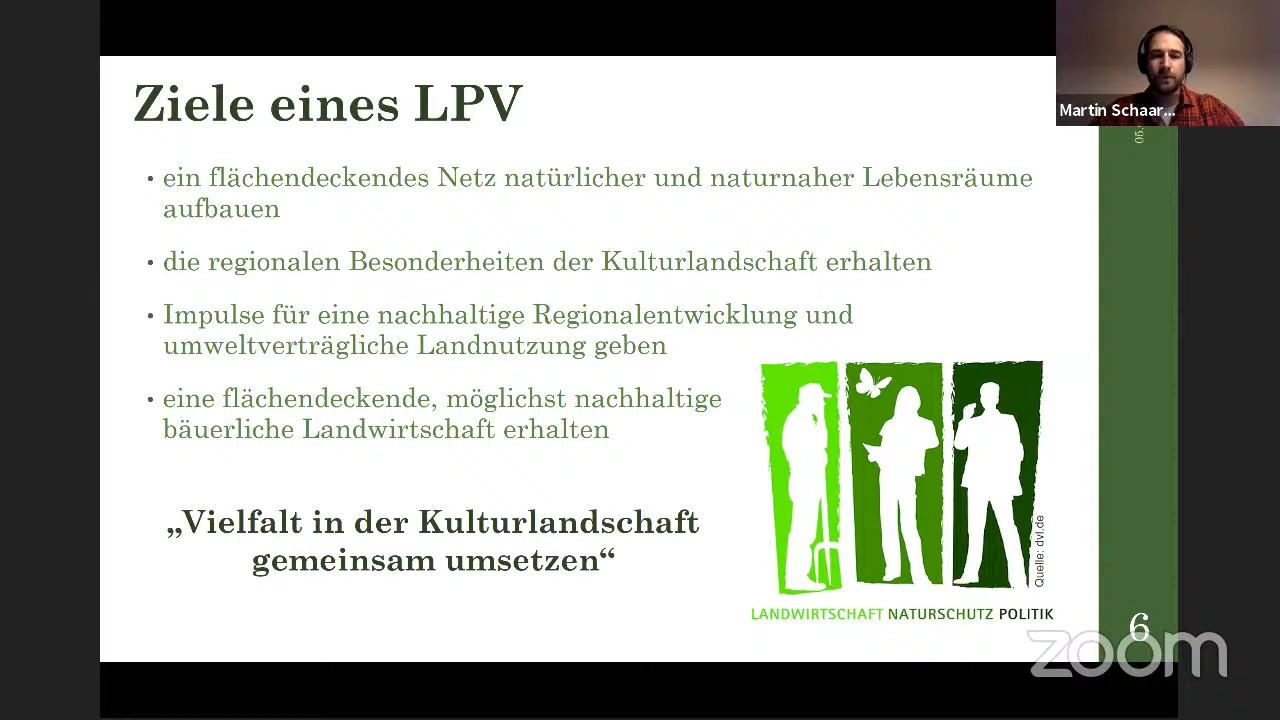 Ziele eines LPV
• ein flächendeckendes Netz natürlicher und naturnaher Lebensräume
aufbauen
• die regionalen Besonderheiten der Kulturlandschaft erhalten
• Impulse für eine nachhaltige Regionalentwicklung und
umweltverträgliche Landnutzung geben
• eine flächendeckende, möglichst nachhaltige
bäuerliche Landwirtschaft erhalten
„Vielfalt in der Kulturlandschaft
gemeinsam umsetzen“
Quelle: dvl.de
LANDWIRTSCHAFT NATURSCHUTZ POLITIK
Martin Schaar...
05.
6
zoom